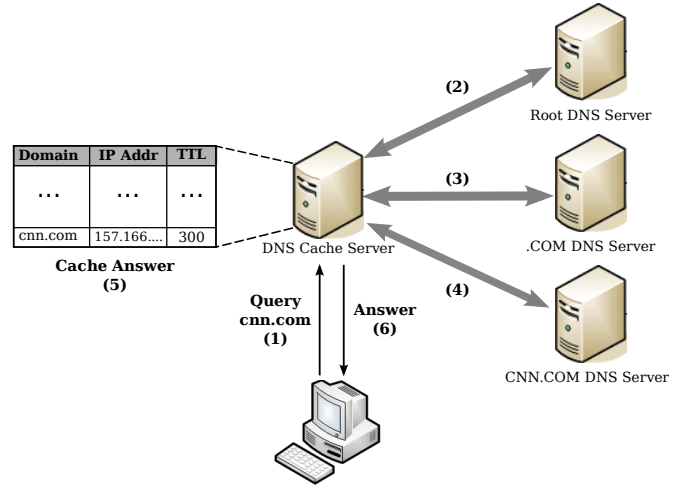 (2)
Root DNS Server
Domain IP Addr TTL
... ... ...
cnn.com 157.166.... 300
Cache Answer
(5)
DNS Cache Server
(3)
.COM DNS Server
(4)
CNN.COM DNS Server
Query
cnn.com
(1)
Answer
(6)